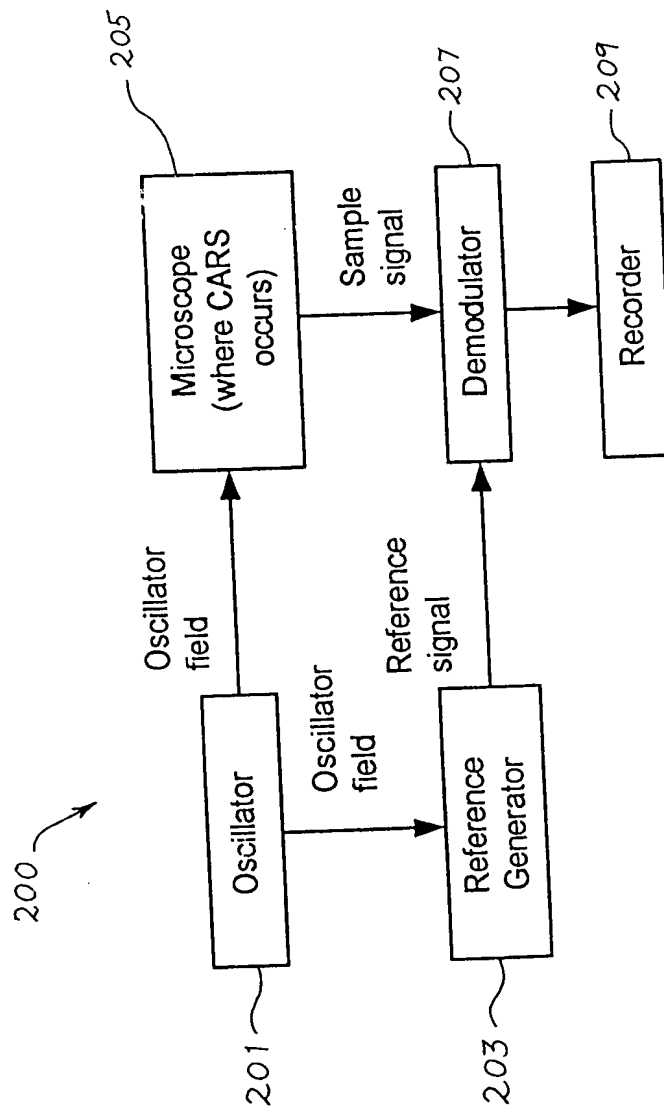 200
201
Oscillator
Oscillator
field
205
Microscope
(where CARS
occurs)
Oscillator
field
Sample
signal
203
Reference
Generator
Reference
signal
207
Demodulator
209
Recorder